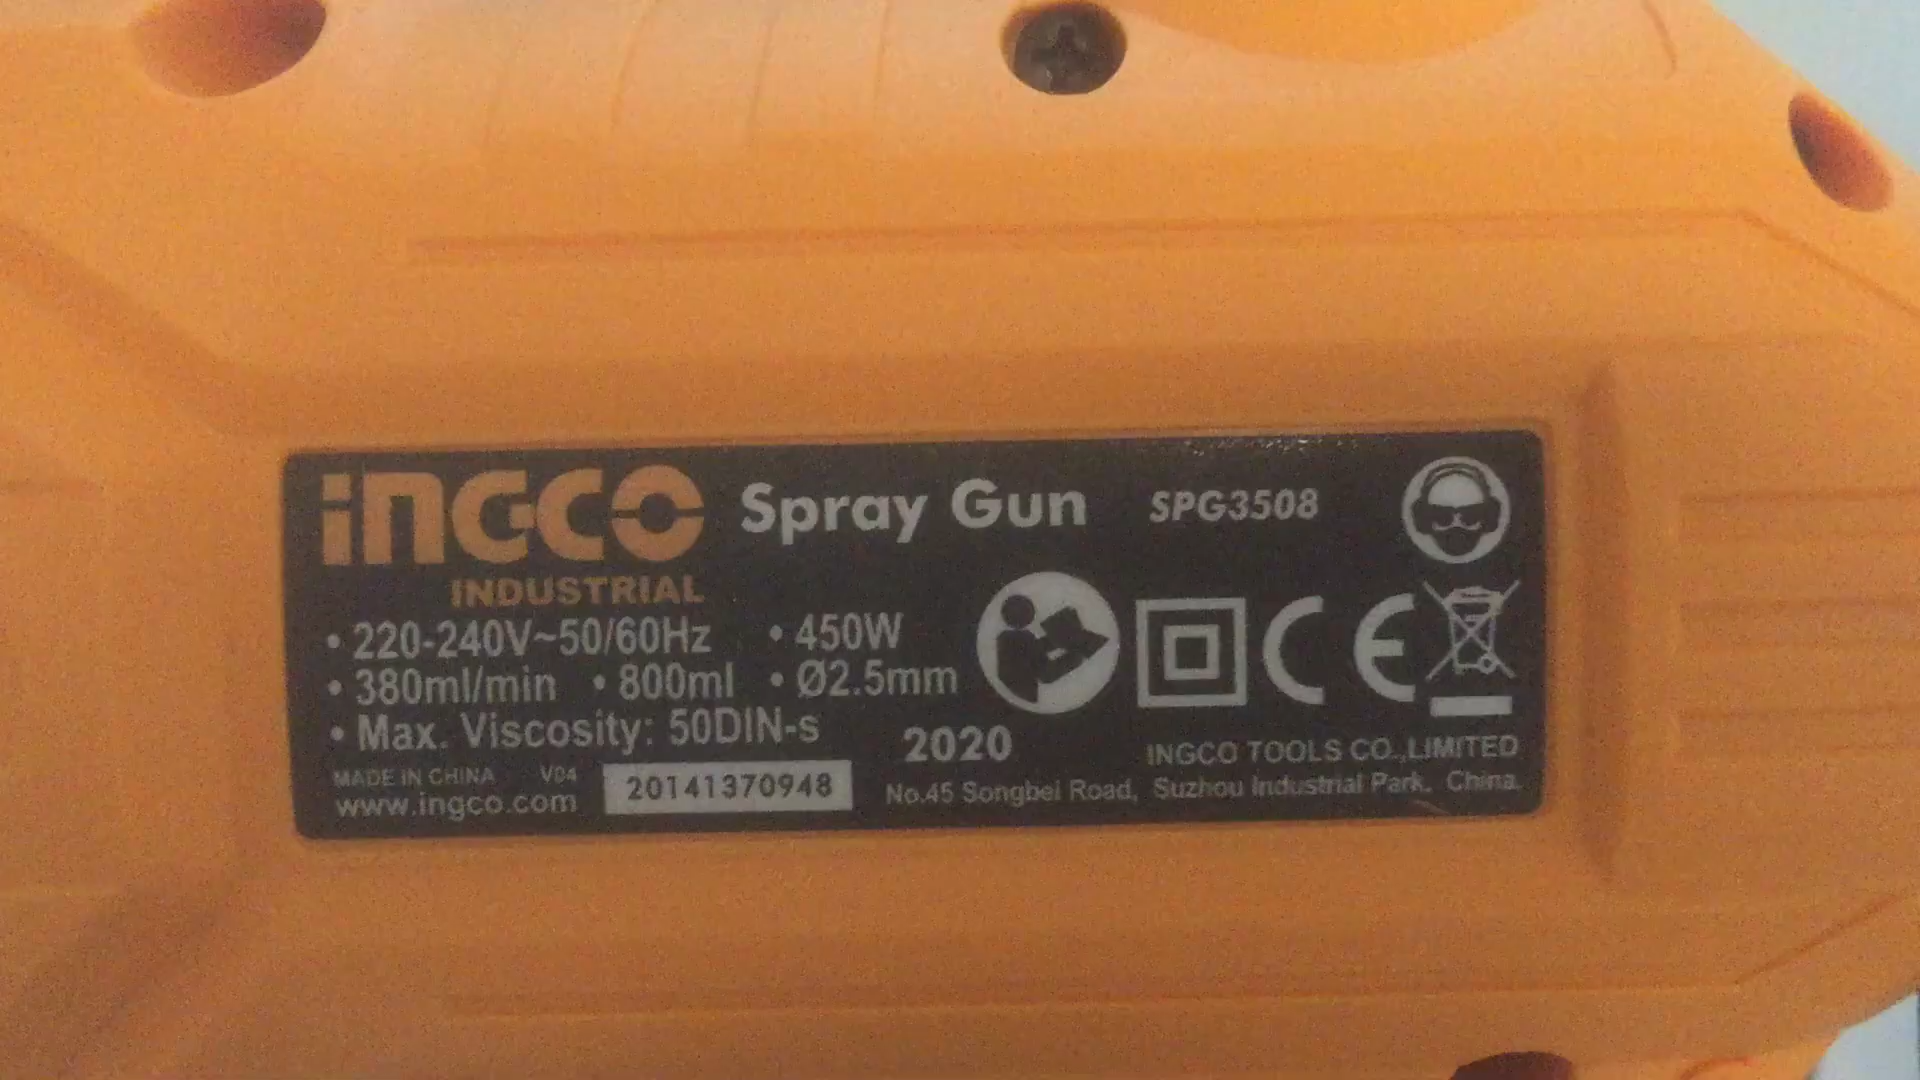 INGCO Spray Gun SPG3508
INDUSTRIAL
• 220-240V~50/60Hz • 450W
• 380ml/min • 800ml • Ø2.5mm
• Max. Viscosity: 50DIN-s
CE
2020
INGCO TOOLS CO.,LIMITED
MADE IN CHINA V04
www.ingco.com
20141370948
No.45 Songbei Road, Suzhou Industrial Park, China.